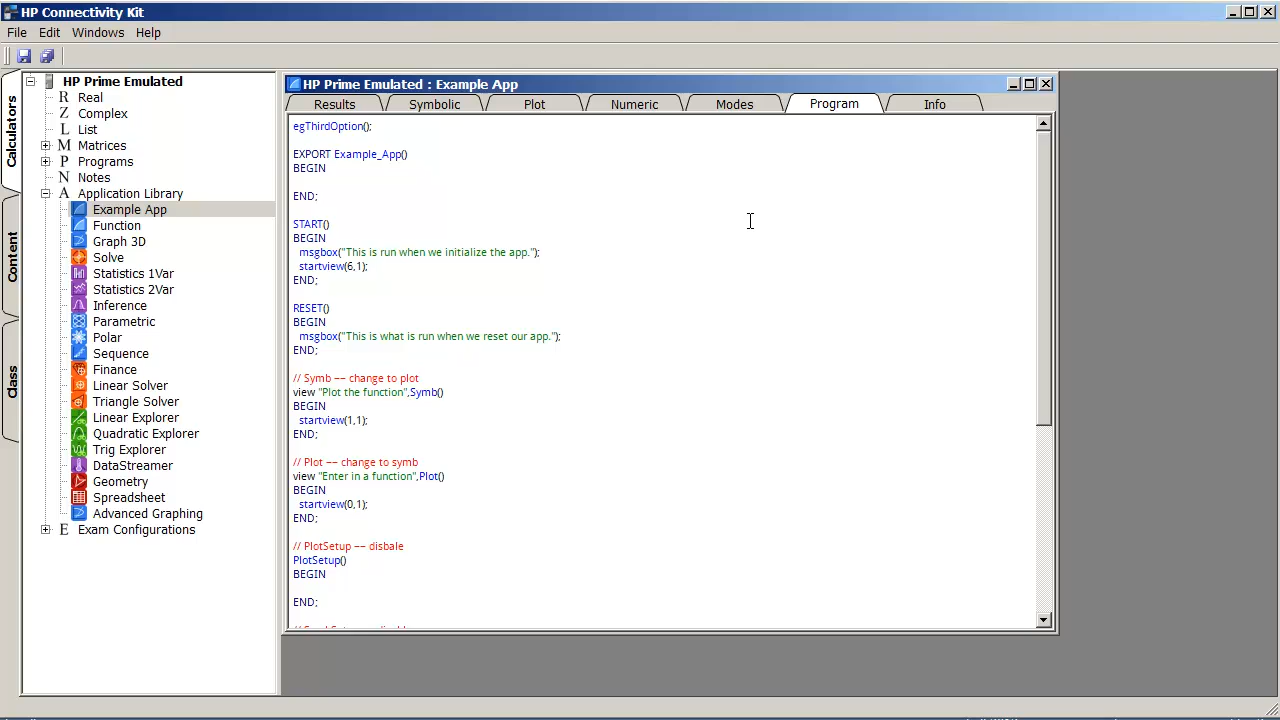 HP Connectivity Kit
File Edit Windows Help
Calculators
Content
Class
HP Prime Emulated
R Real
Z Complex
L List
M Matrices
P Programs
N Notes
A Application Library
Example App
Function
Graph 3D
Solve
Statistics 1Var
Statistics 2Var
Inference
Parametric
Polar
Sequence
Finance
Linear Solver
Triangle Solver
Linear Explorer
Quadratic Explorer
Trig Explorer
DataStreamer
Geometry
Spreadsheet
Advanced Graphing
E Exam Configurations
HP Prime Emulated : Example App
Results Symbolic Plot Numeric Modes Program Info
egThirdOption();
EXPORT Example_App()
BEGIN
END;
START()
BEGIN
msgbox("This is run when we initialize the app.");
startview(6,1);
END;
RESET()
BEGIN
msgbox("This is what is run when we reset our app.");
END;
// Symb −− change to plot
view "Plot the function",Symb()
BEGIN
startview(1,1);
END;
// Plot −− change to symb
view "Enter in a function",Plot()
BEGIN
startview(0,1);
END;
// PlotSetup −− disbale
PlotSetup()
BEGIN
END;